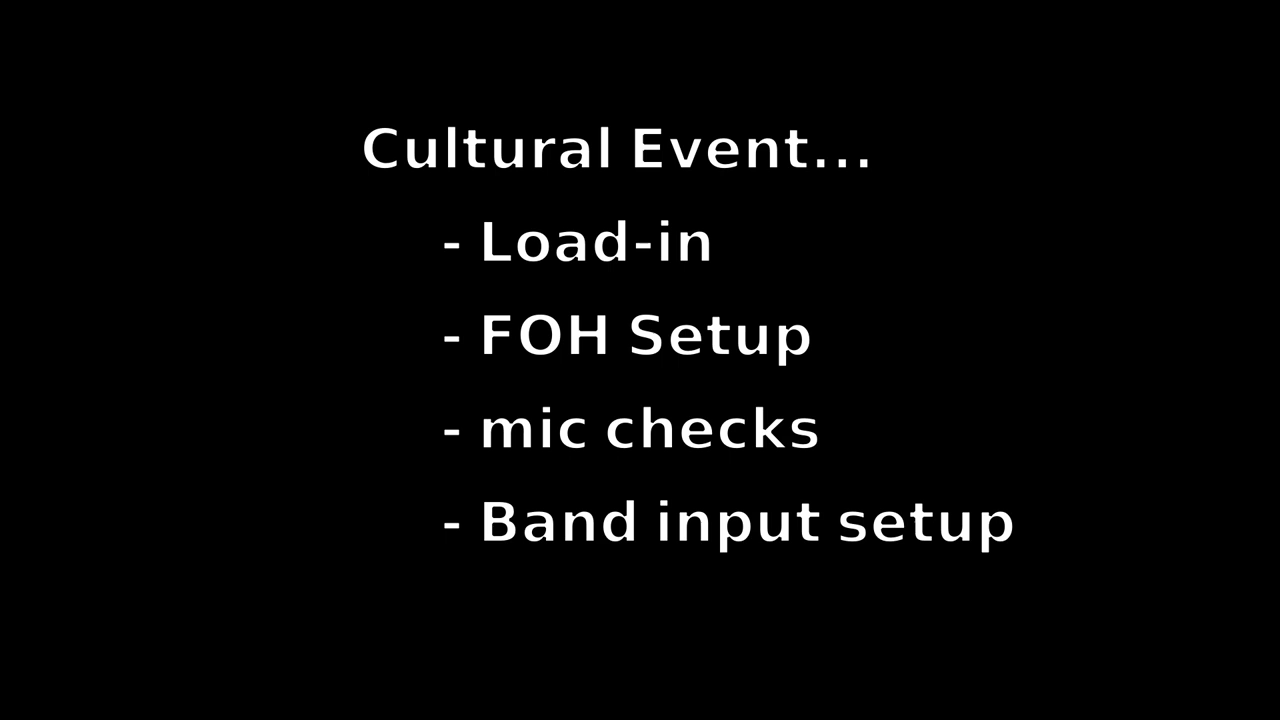 Cultural Event...
- Load-in
- FOH Setup
- mic checks
- Band input setup